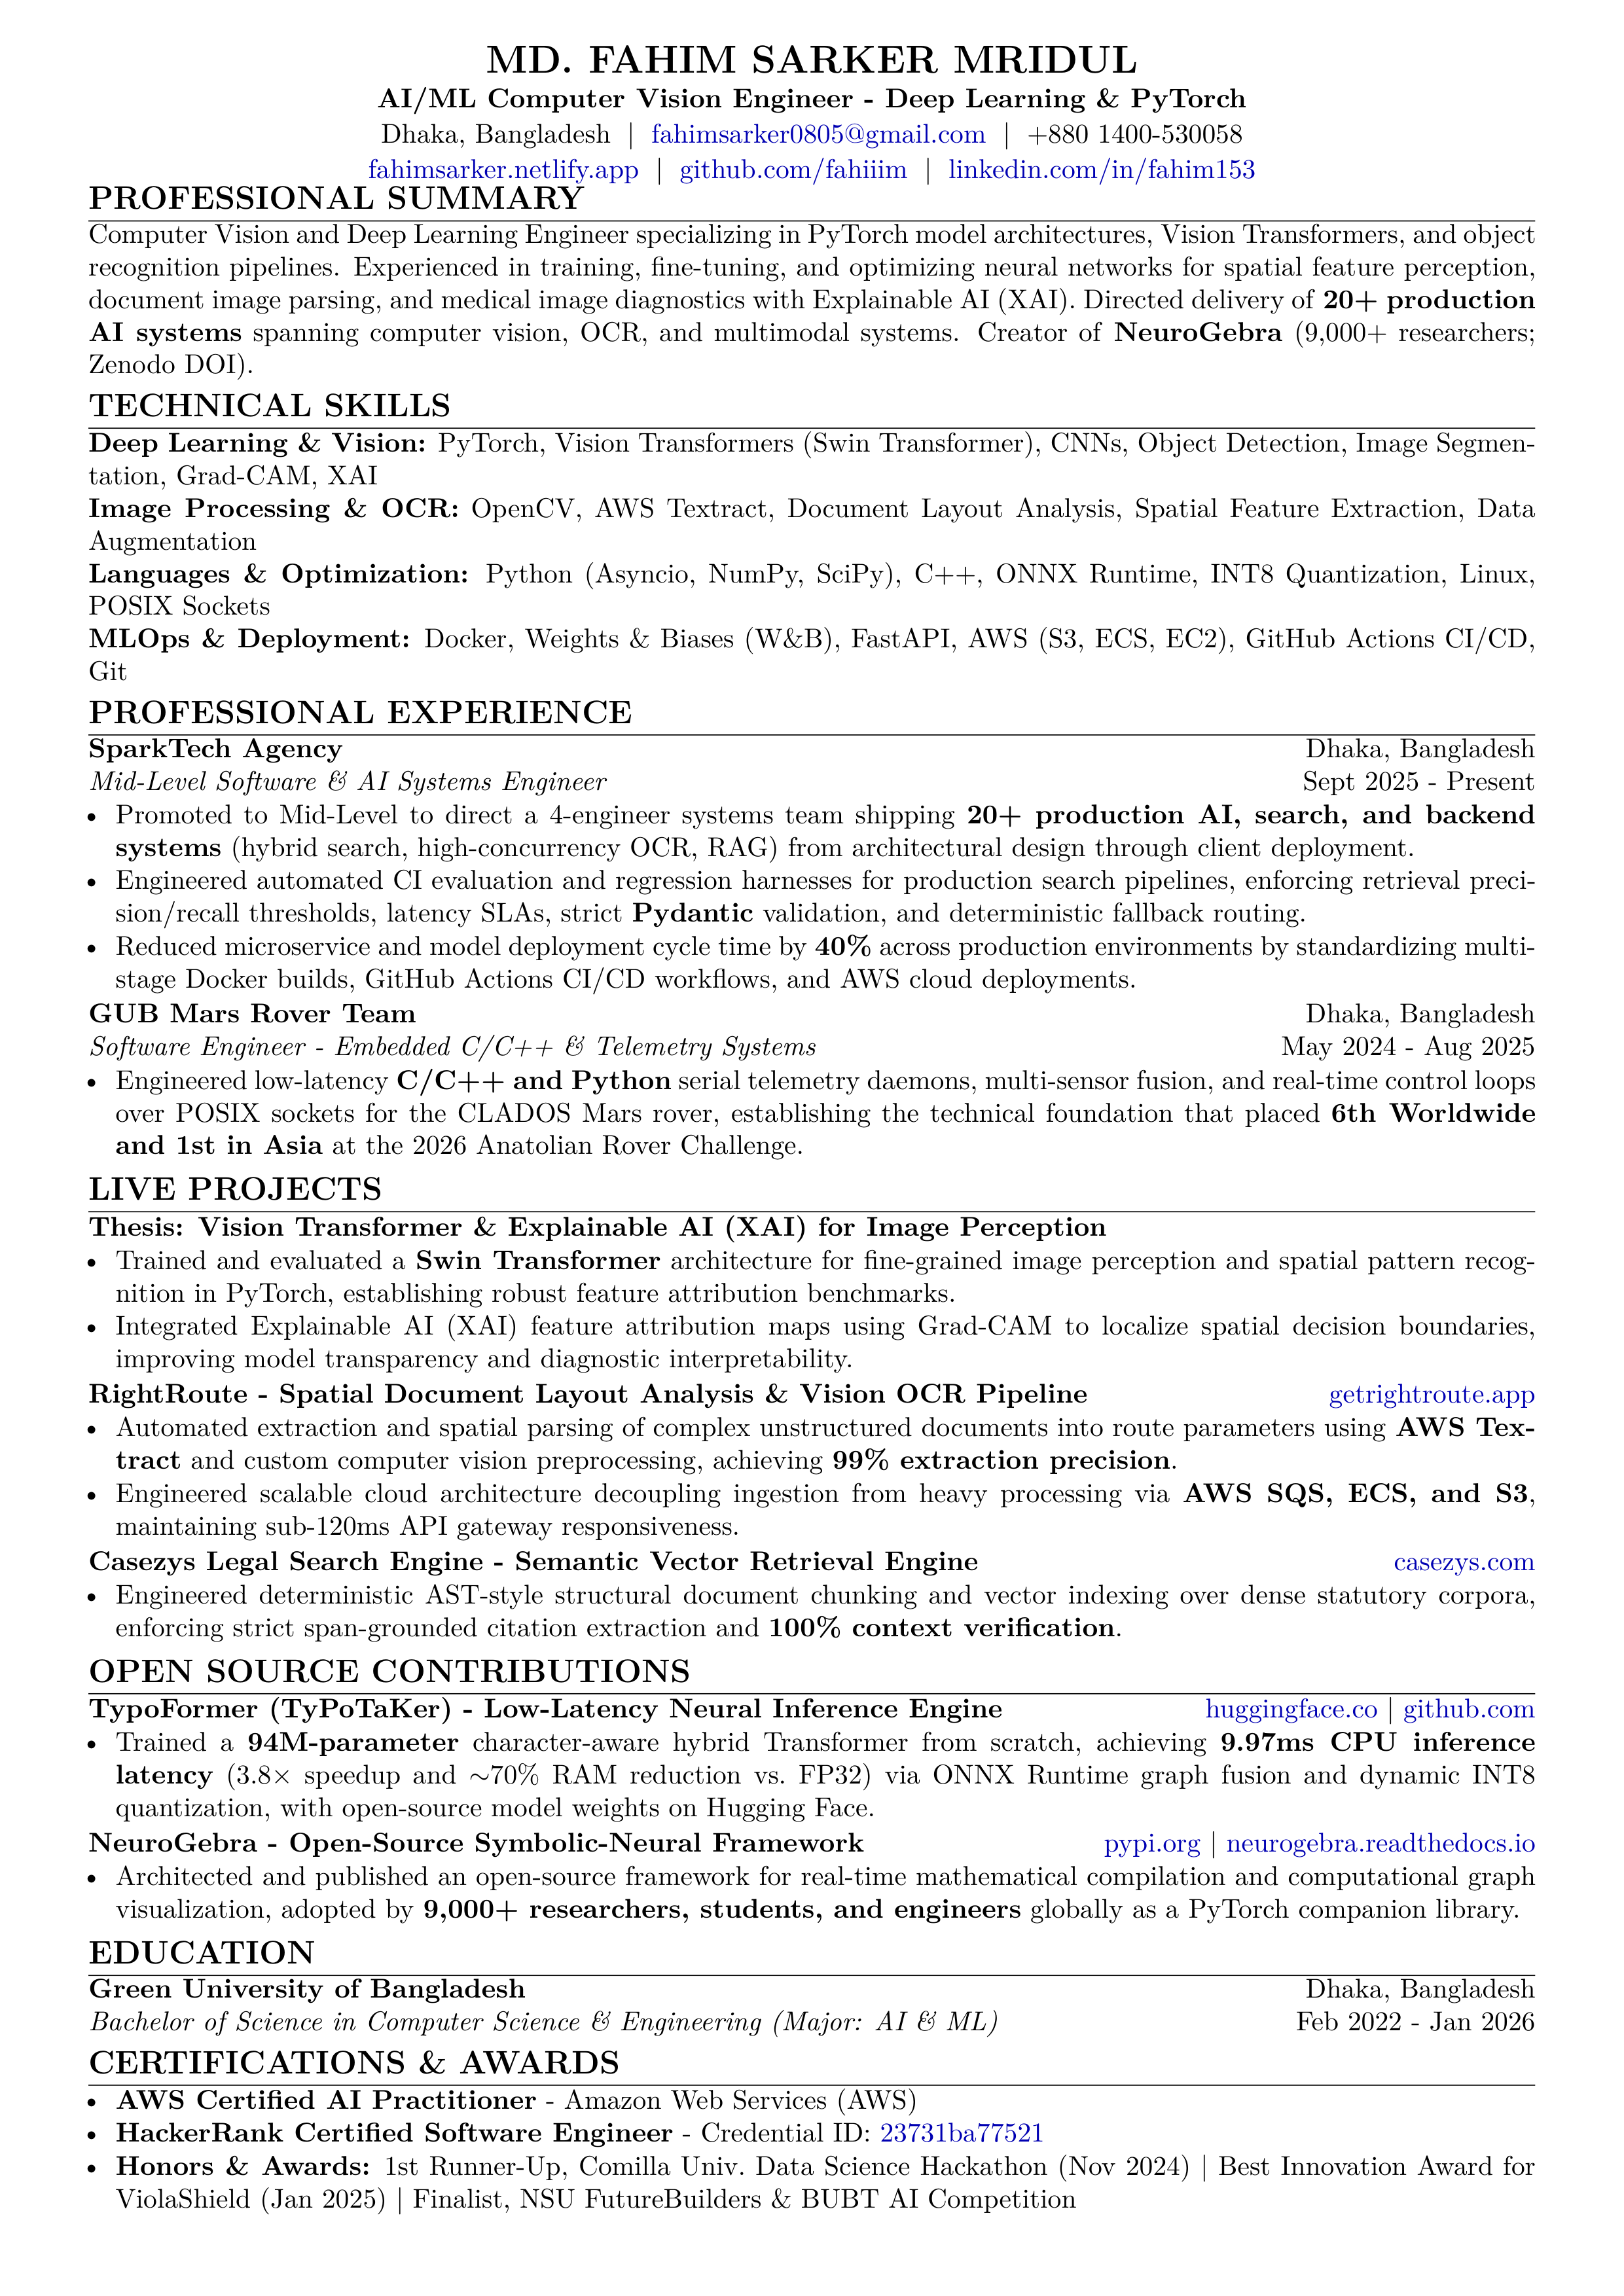 MD. FAHIM SARKER MRIDUL
AI/ML Computer Vision Engineer - Deep Learning & PyTorch
Dhaka, Bangladesh | fahimsarker0805@gmail.com | +880 1400-530058
fahimsarker.netlify.app | github.com/fahiiim | linkedin.com/in/fahim153
PROFESSIONAL SUMMARY
Computer Vision and Deep Learning Engineer specializing in PyTorch model architectures, Vision Transformers, and object
recognition pipelines. Experienced in training, fine-tuning, and optimizing neural networks for spatial feature perception,
document image parsing, and medical image diagnostics with Explainable AI (XAI). Directed delivery of 20+ production
AI systems spanning computer vision, OCR, and multimodal systems. Creator of NeuroGebra (9,000+ researchers;
Zenodo DOI).
TECHNICAL SKILLS
Deep Learning & Vision: PyTorch, Vision Transformers (Swin Transformer), CNNs, Object Detection, Image Segmen-
tation, Grad-CAM, XAI
Image Processing & OCR: OpenCV, AWS Textract, Document Layout Analysis, Spatial Feature Extraction, Data
Augmentation
Languages & Optimization: Python (Asyncio, NumPy, SciPy), C++, ONNX Runtime, INT8 Quantization, Linux,
POSIX Sockets
MLOps & Deployment: Docker, Weights & Biases (W&B), FastAPI, AWS (S3, ECS, EC2), GitHub Actions CI/CD,
Git
PROFESSIONAL EXPERIENCE
SparkTech Agency Dhaka, Bangladesh
Mid-Level Software & AI Systems Engineer Sept 2025 - Present
• Promoted to Mid-Level to direct a 4-engineer systems team shipping 20+ production AI, search, and backend
systems (hybrid search, high-concurrency OCR, RAG) from architectural design through client deployment.
• Engineered automated CI evaluation and regression harnesses for production search pipelines, enforcing retrieval preci-
sion/recall thresholds, latency SLAs, strict Pydantic validation, and deterministic fallback routing.
• Reduced microservice and model deployment cycle time by 40% across production environments by standardizing multi-
stage Docker builds, GitHub Actions CI/CD workflows, and AWS cloud deployments.
GUB Mars Rover Team Dhaka, Bangladesh
Software Engineer - Embedded C/C++ & Telemetry Systems May 2024 - Aug 2025
• Engineered low-latency C/C++ and Python serial telemetry daemons, multi-sensor fusion, and real-time control loops
over POSIX sockets for the CLADOS Mars rover, establishing the technical foundation that placed 6th Worldwide
and 1st in Asia at the 2026 Anatolian Rover Challenge.
LIVE PROJECTS
Thesis: Vision Transformer & Explainable AI (XAI) for Image Perception
• Trained and evaluated a Swin Transformer architecture for fine-grained image perception and spatial pattern recog-
nition in PyTorch, establishing robust feature attribution benchmarks.
• Integrated Explainable AI (XAI) feature attribution maps using Grad-CAM to localize spatial decision boundaries,
improving model transparency and diagnostic interpretability.
RightRoute - Spatial Document Layout Analysis & Vision OCR Pipeline getrightroute.app
• Automated extraction and spatial parsing of complex unstructured documents into route parameters using AWS Tex-
tract and custom computer vision preprocessing, achieving 99% extraction precision.
• Engineered scalable cloud architecture decoupling ingestion from heavy processing via AWS SQS, ECS, and S3,
maintaining sub-120ms API gateway responsiveness.
Casezys Legal Search Engine - Semantic Vector Retrieval Engine casezys.com
• Engineered deterministic AST-style structural document chunking and vector indexing over dense statutory corpora,
enforcing strict span-grounded citation extraction and 100% context verification.
OPEN SOURCE CONTRIBUTIONS
TypoFormer (TyPoTaKer) - Low-Latency Neural Inference Engine huggingface.co | github.com
• Trained a 94M-parameter character-aware hybrid Transformer from scratch, achieving 9.97ms CPU inference
latency (3.8× speedup and ~70% RAM reduction vs. FP32) via ONNX Runtime graph fusion and dynamic INT8
quantization, with open-source model weights on Hugging Face.
NeuroGebra - Open-Source Symbolic-Neural Framework pypi.org | neurogebra.readthedocs.io
• Architected and published an open-source framework for real-time mathematical compilation and computational graph
visualization, adopted by 9,000+ researchers, students, and engineers globally as a PyTorch companion library.
EDUCATION
Green University of Bangladesh Dhaka, Bangladesh
Bachelor of Science in Computer Science & Engineering (Major: AI & ML) Feb 2022 - Jan 2026
CERTIFICATIONS & AWARDS
• AWS Certified AI Practitioner - Amazon Web Services (AWS)
• HackerRank Certified Software Engineer - Credential ID: 23731ba77521
• Honors & Awards: 1st Runner-Up, Comilla Univ. Data Science Hackathon (Nov 2024) | Best Innovation Award for
ViolaShield (Jan 2025) | Finalist, NSU FutureBuilders & BUBT AI Competition